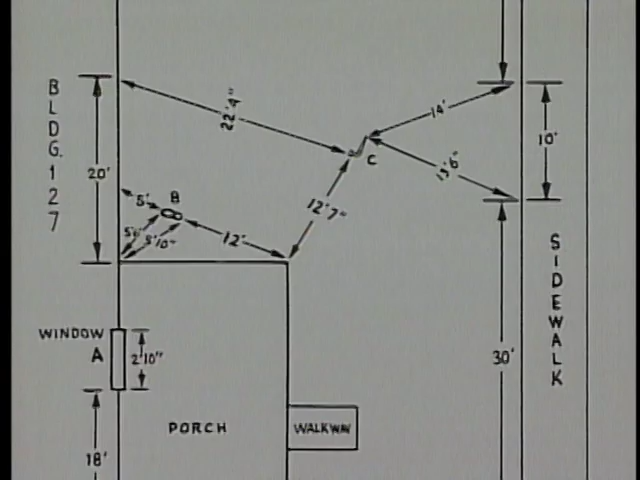 BLDG. 127
22'4"
14'
C
10'
20'
13'6"
5'
B
12'7"
5'10"
12'
SIDEWALK
WINDOW
A
2'10"
30'
PORCH
WALKWAY
18'